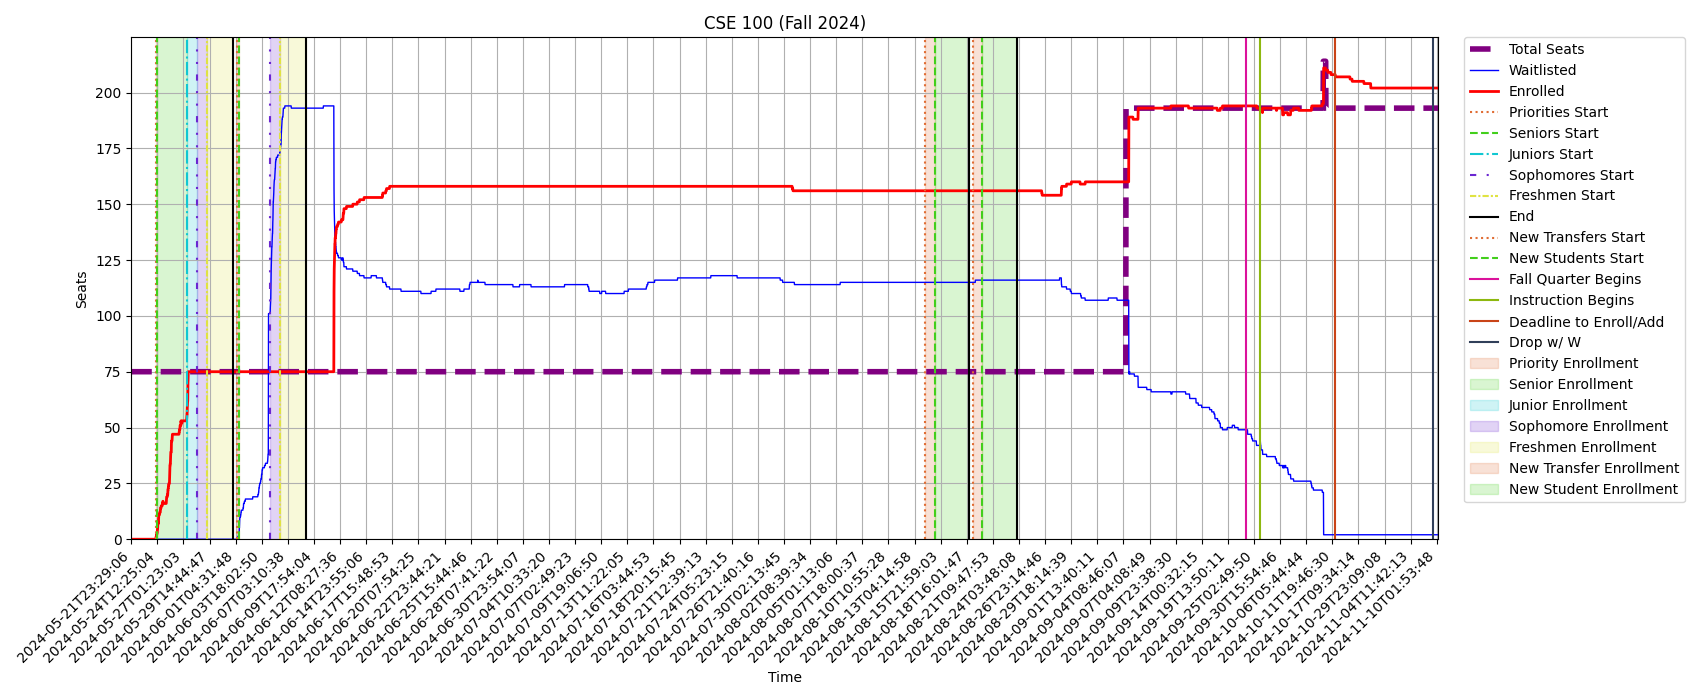 CSE 100 (Fall 2024)
Seats
200
175
150
125
100
75
50
25
0
2024-05-21T23:29:06
2024-05-24T12:25:04
2024-05-27T01:23:03
2024-05-29T14:44:47
2024-06-01T04:31:48
2024-06-03T18:02:50
2024-06-07T03:10:38
2024-06-09T17:54:04
2024-06-12T08:27:36
2024-06-14T23:55:06
2024-06-17T15:48:53
2024-06-20T07:54:25
2024-06-22T23:44:21
2024-06-25T15:44:46
2024-06-28T07:41:22
2024-06-30T23:54:07
2024-07-04T10:33:20
2024-07-07T02:49:23
2024-07-09T19:06:50
2024-07-13T11:22:05
2024-07-16T03:44:53
2024-07-18T20:15:45
2024-07-21T12:39:13
2024-07-24T05:23:15
2024-07-26T21:40:16
2024-07-30T02:13:45
2024-08-02T08:39:34
2024-08-05T01:13:06
2024-08-07T18:00:37
2024-08-10T10:55:28
2024-08-13T04:14:58
2024-08-15T21:59:03
2024-08-18T16:01:47
2024-08-21T09:47:53
2024-08-24T03:48:08
2024-08-26T23:14:46
2024-08-29T18:14:39
2024-09-01T13:40:11
2024-09-04T08:46:07
2024-09-07T04:08:49
2024-09-09T23:38:30
2024-09-14T00:32:15
2024-09-19T13:50:11
2024-09-25T02:49:50
2024-09-30T15:54:46
2024-10-06T05:44:44
2024-10-11T19:46:30
2024-10-17T09:34:14
2024-10-29T23:09:08
2024-11-04T11:42:13
2024-11-10T01:53:48
Time
Total Seats
Waitlisted
Enrolled
Priorities Start
Seniors Start
Juniors Start
Sophomores Start
Freshmen Start
End
New Transfers Start
New Students Start
Fall Quarter Begins
Instruction Begins
Deadline to Enroll/Add
Drop w/ W
Priority Enrollment
Senior Enrollment
Junior Enrollment
Sophomore Enrollment
Freshmen Enrollment
New Transfer Enrollment
New Student Enrollment